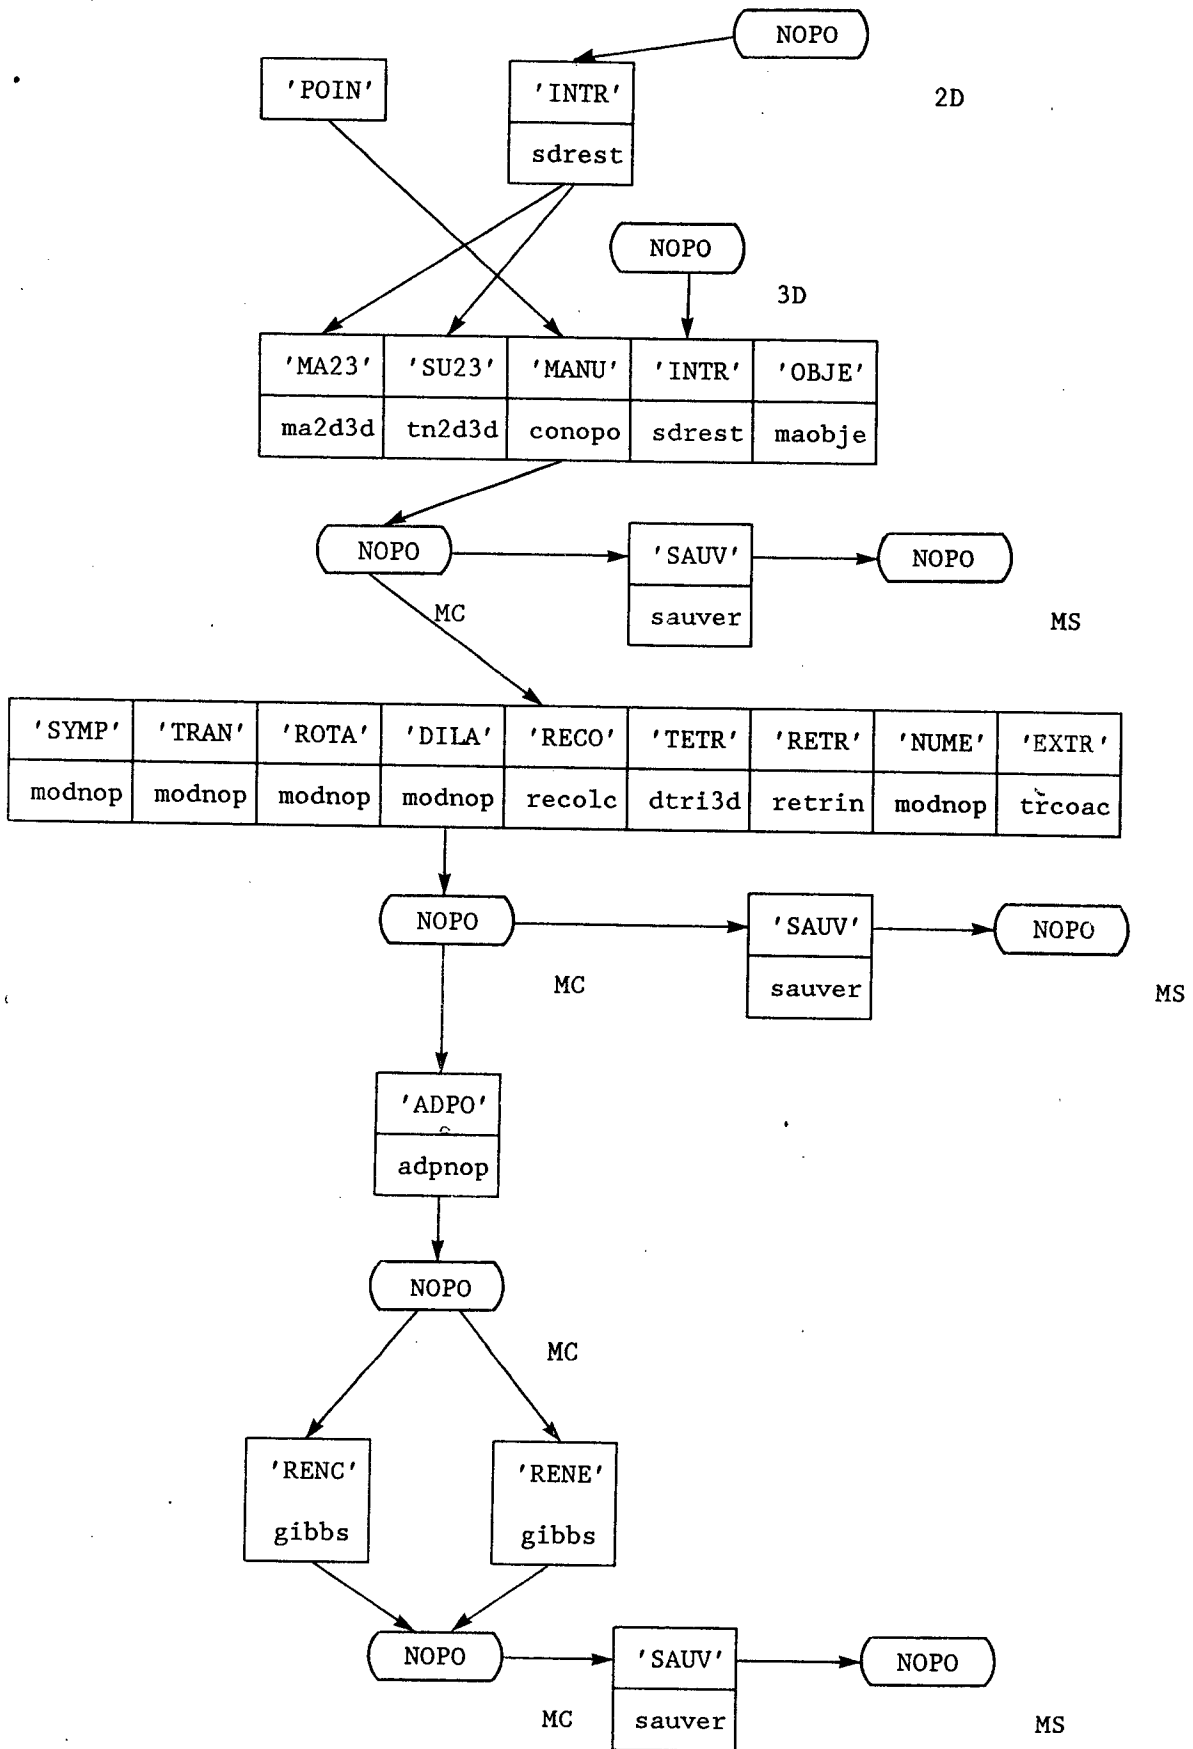 NOPO
'POIN' 'INTR' 2D
sdrest
NOPO
3D
'MA23' 'SU23' 'MANU' 'INTR' 'OBJE'
ma2d3d tn2d3d conopo sdrest maobje
NOPO 'SAUV' NOPO
MC sauver MS
'SYMP' 'TRAN' 'ROTA' 'DILA' 'RECO' 'TETR' 'RETR' 'NUME' 'EXTR'
modnop modnop modnop modnop recolc dtri3d retrin modnop trcoac
NOPO 'SAUV' NOPO
MC sauver MS
'ADPO'
adpnop
NOPO
MC
'RENC' 'RENE'
gibbs gibbs
NOPO 'SAUV' NOPO
MC sauver MS